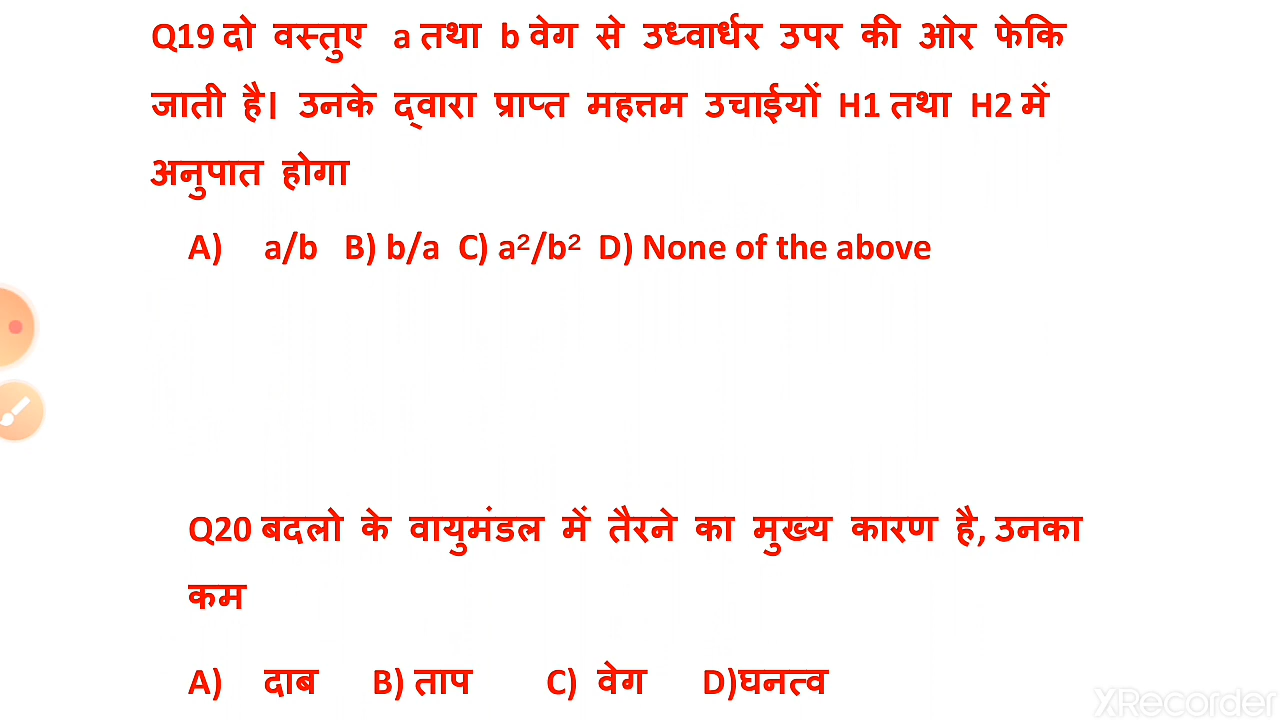 Q19 दो वस्तुए a तथा b वेग से उध्वार्धर उपर की ओर फेकि
जाती है। उनके द्वारा प्राप्त महत्तम उचाईयों H1 तथा H2 में
अनुपात होगा
A) a/b B) b/a C) a²/b² D) None of the above
Q20 बदलो के वायुमंडल में तैरने का मुख्य कारण है, उनका
कम
A) दाब B) ताप C) वेग D)घनत्व
XRecorder